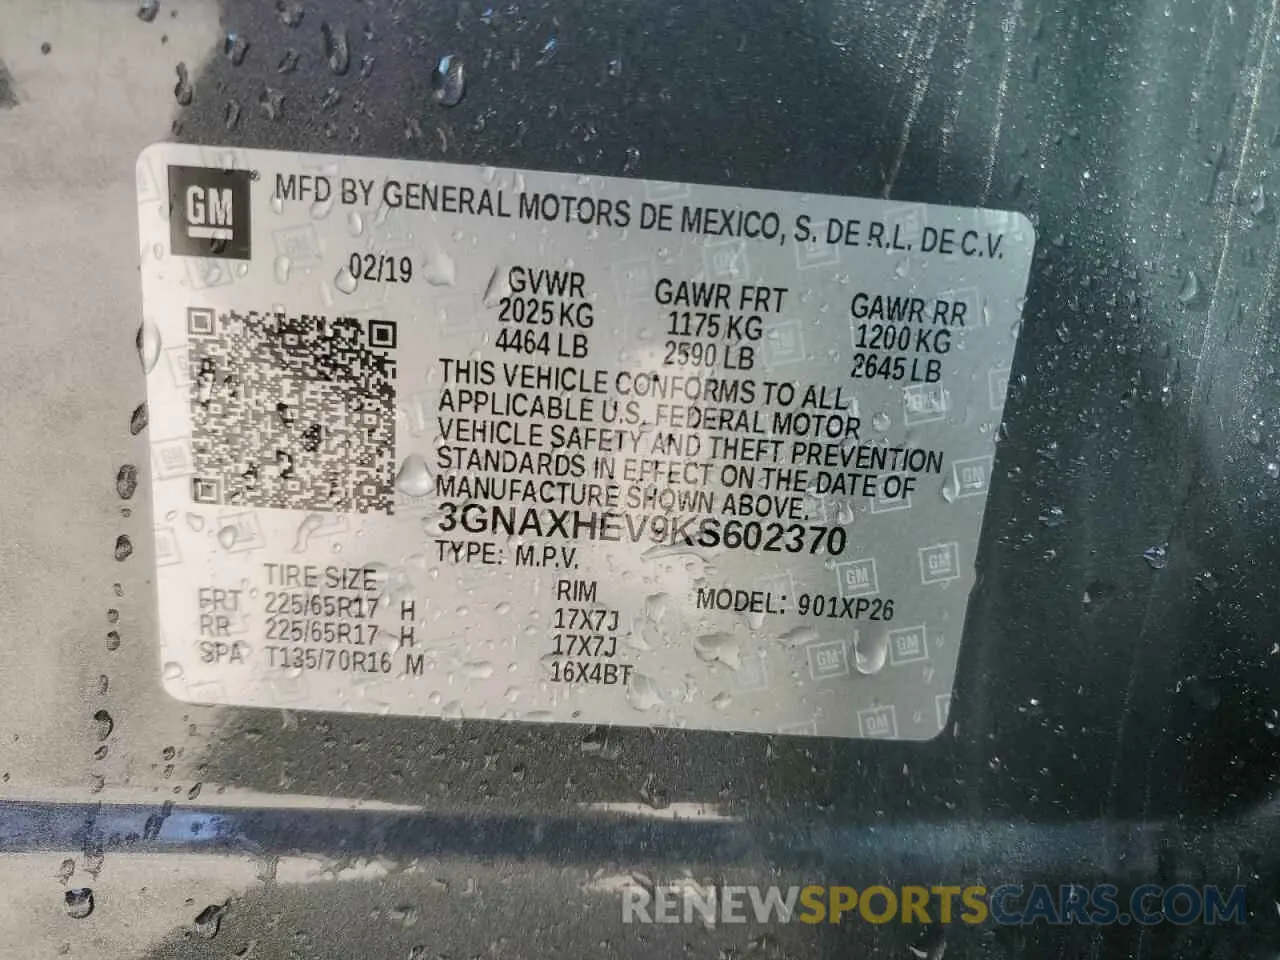 GM
MFD BY GENERAL MOTORS DE MEXICO, S. DE R.L. DE C.V.
02/19
GVWR GAWR FRT GAWR RR
2025 KG 1175 KG 1200 KG
4464 LB 2590 LB 2645 LB
THIS VEHICLE CONFORMS TO ALL
APPLICABLE U.S. FEDERAL MOTOR
VEHICLE SAFETY AND THEFT PREVENTION
STANDARDS IN EFFECT ON THE DATE OF
MANUFACTURE SHOWN ABOVE.
3GNAXHEV9KS602370
TYPE: M.P.V.
TIRE SIZE RIM MODEL: 901XP26
FRT 225/65R17 H 17X7J
RR 225/65R17 H 17X7J
SPA T135/70R16 M 16X4BT
RENEWSPORTSCARS.COM